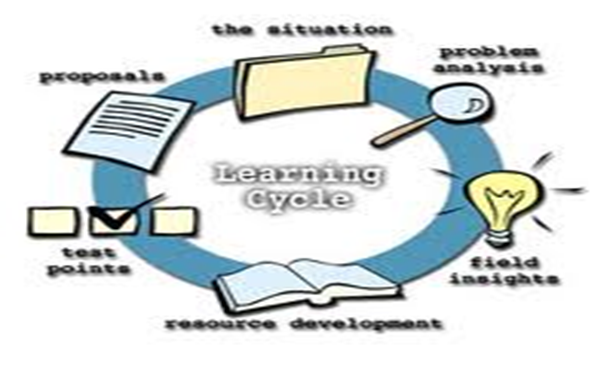 the situation
problem
analysis
proposals
Learning
Cycle
test
points
field
insights
resource development